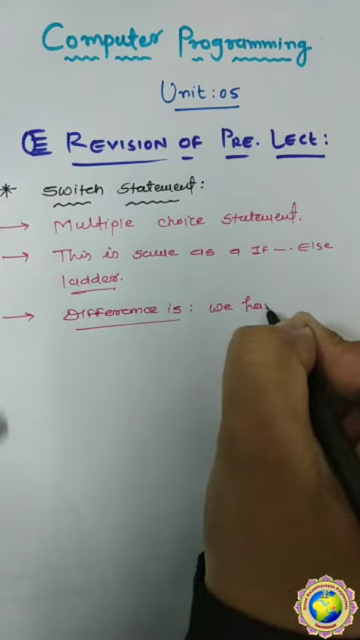 Computer Programming
Unit:05
Revision of Pre. Lect:
* Switch Statement:
→ Multiple choice statement.
→ This is same as a If -.. Else
ladder.
→ Difference is: we ha